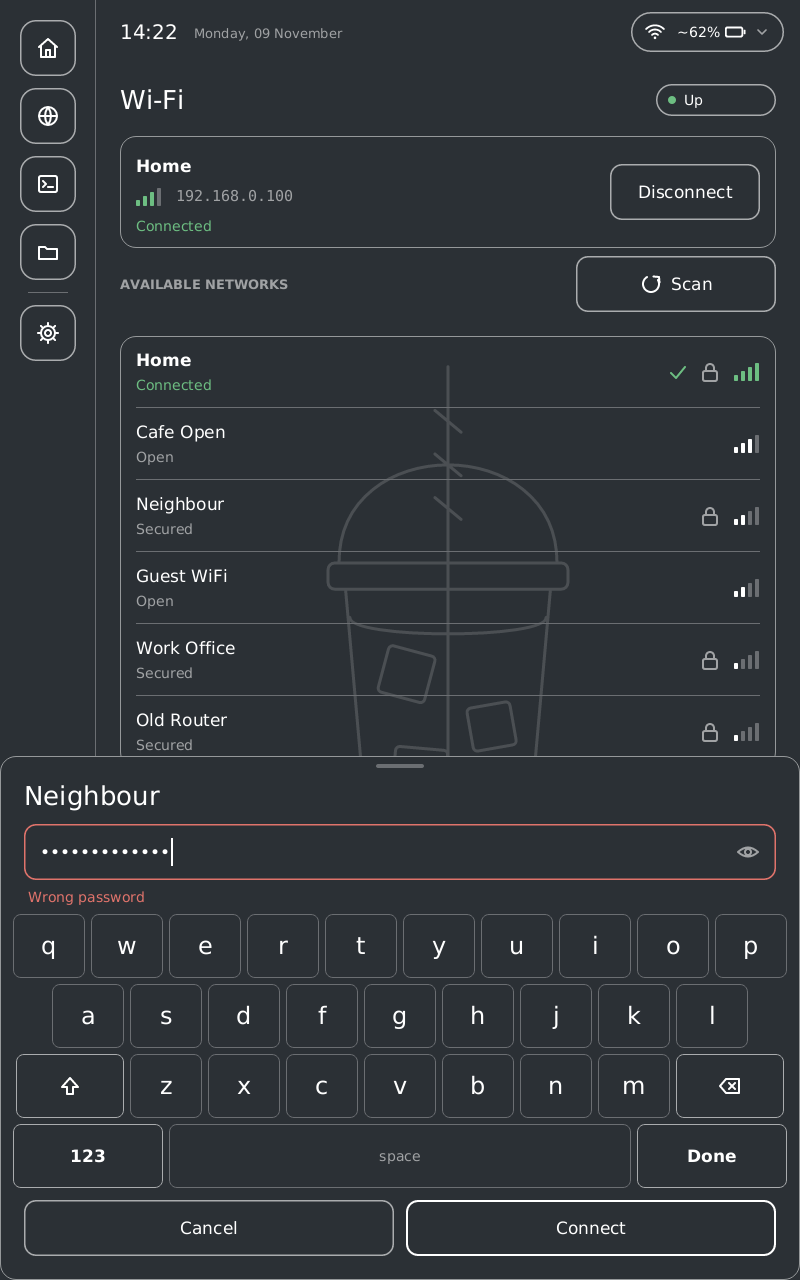 14:22 Monday, 09 November ~62%
Wi-Fi Up
Home
192.168.0.100
Connected
Disconnect
AVAILABLE NETWORKS Scan
Home
Connected
Cafe Open
Open
Neighbour
Secured
Guest WiFi
Open
Work Office
Secured
Old Router
Secured
Neighbour
•••••••••••••
Wrong password
q w e r t y u i o p
a s d f g h j k l
z x c v b n m
123 space Done
Cancel Connect